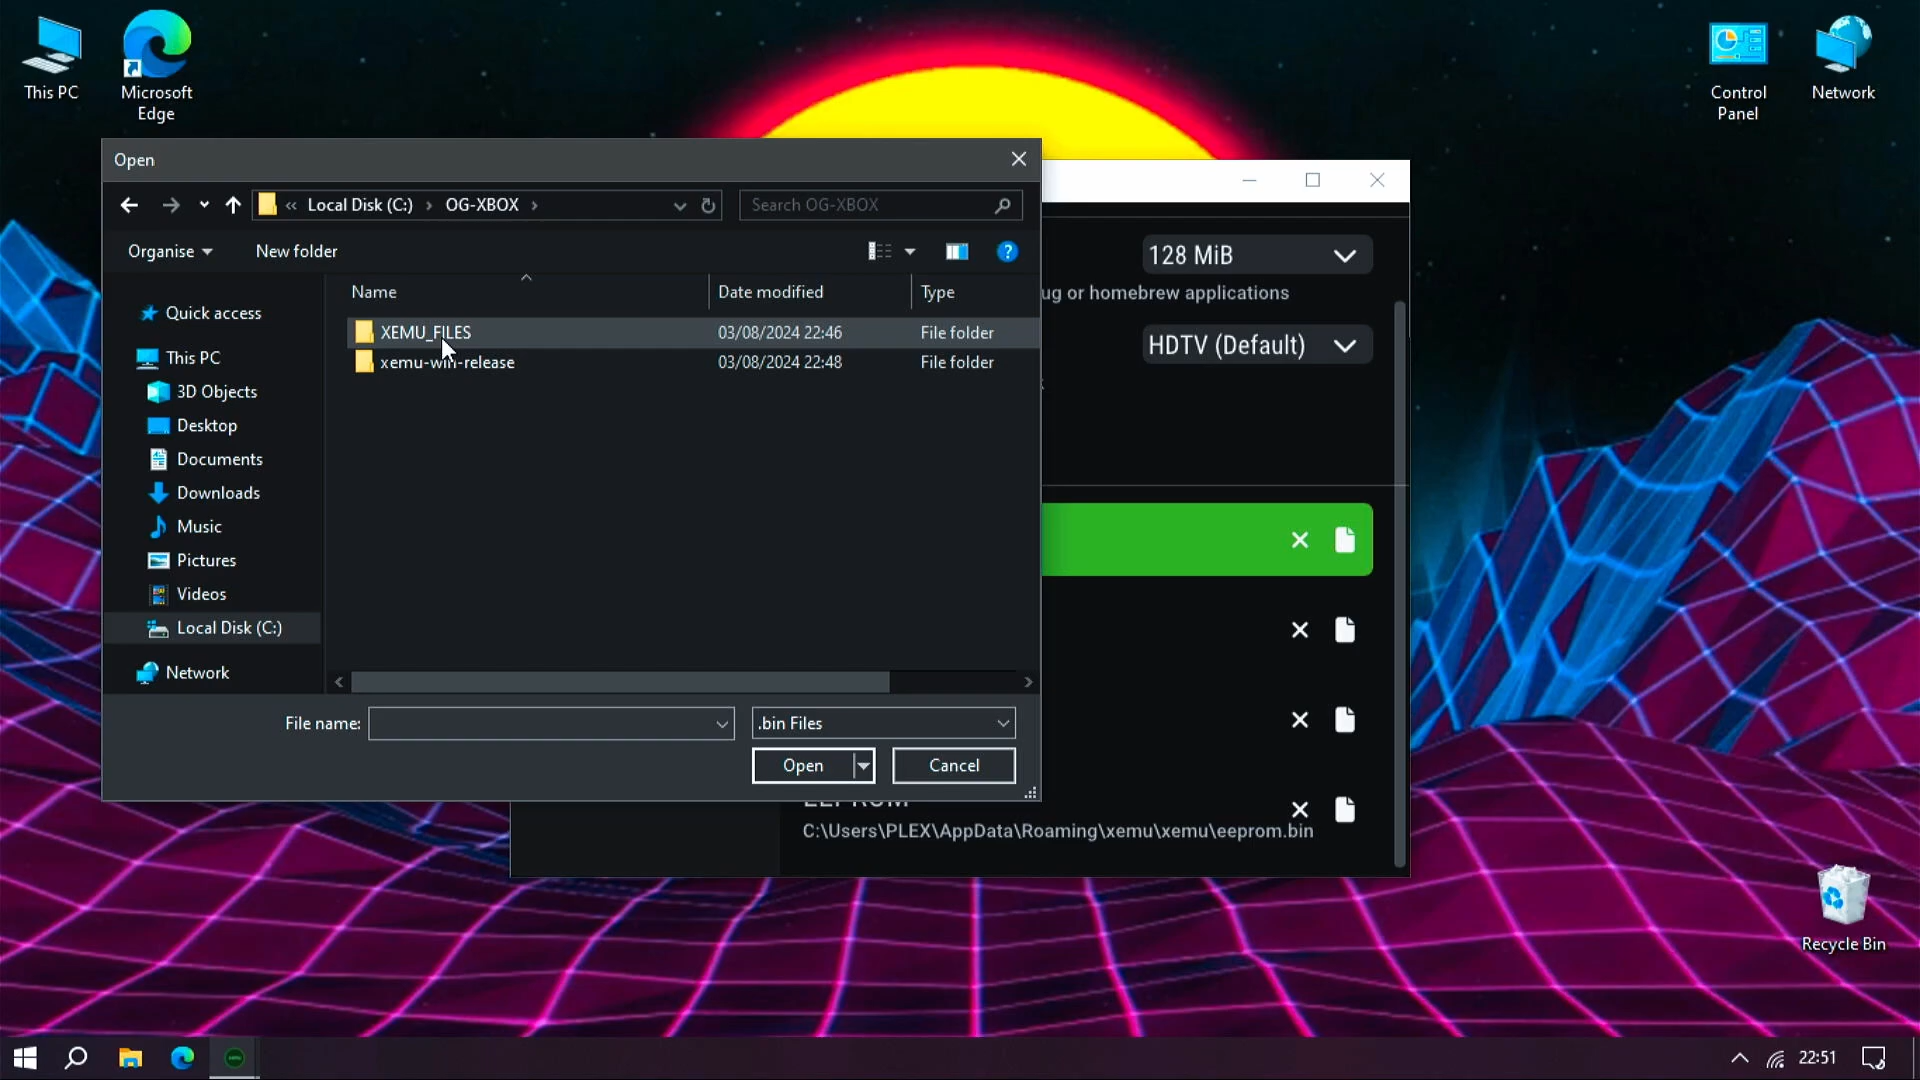 This PC
Microsoft
Edge
Control
Panel
Network
Open
« Local Disk (C:) › OG-XBOX ›
Search OG-XBOX
Organise
New folder
Name
Date modified
Type
XEMU_FILES
03/08/2024 22:46
File folder
xemu-win-release
03/08/2024 22:48
File folder
Quick access
This PC
3D Objects
Desktop
Documents
Downloads
Music
Pictures
Videos
Local Disk (C:)
Network
File name:
.bin Files
Open
Cancel
128 MiB
ug or homebrew applications
HDTV (Default)
EEPROM
C:\Users\PLEX\AppData\Roaming\xemu\xemu\eeprom.bin
Recycle Bin
22:51